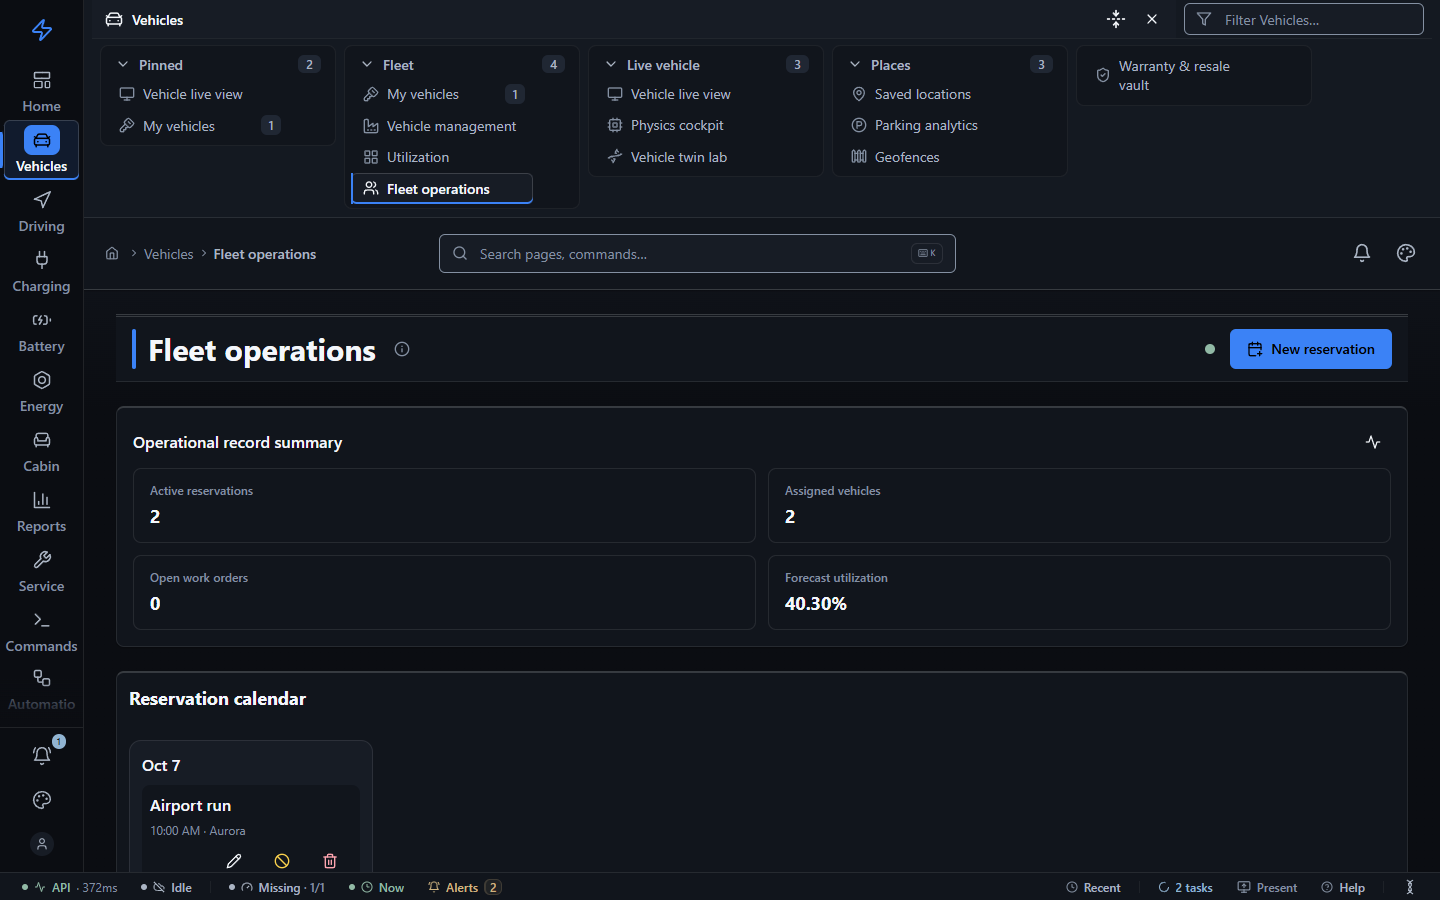 Vehicles
Filter Vehicles...
Pinned 2
Vehicle live view
My vehicles 1
Fleet 4
My vehicles 1
Vehicle management
Utilization
Fleet operations
Live vehicle 3
Vehicle live view
Physics cockpit
Vehicle twin lab
Places 3
Saved locations
Parking analytics
Geofences
Warranty & resale
vault
Home
Vehicles
Driving
Charging
Battery
Energy
Cabin
Reports
Service
Commands
Automatio
1
Vehicles Fleet operations
Search pages, commands... K
Fleet operations
New reservation
Operational record summary
Active reservations
2
Assigned vehicles
2
Open work orders
0
Forecast utilization
40.30%
Reservation calendar
Oct 7
Airport run
10:00 AM · Aurora
API · 372ms Idle Missing · 1/1 Now Alerts 2 Recent 2 tasks Present Help